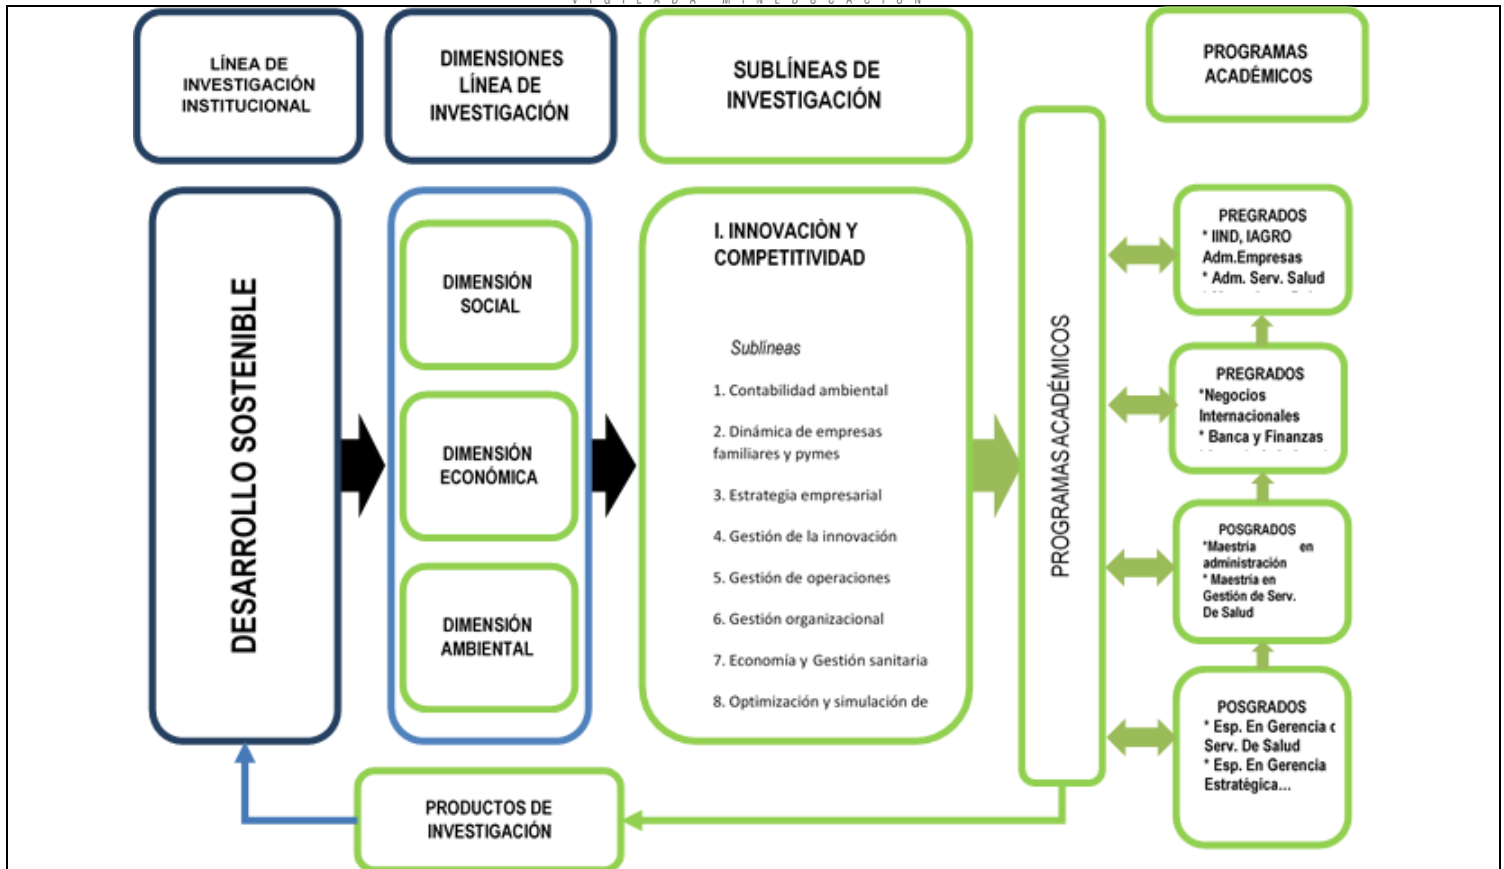 VIGILADA MINEDUCACIÓN
LÍNEA DE
INVESTIGACIÓN
INSTITUCIONAL
DIMENSIONES
LÍNEA DE
INVESTIGACIÓN
SUBLÍNEAS DE
INVESTIGACIÓN
PROGRAMAS
ACADÉMICOS
DESARROLLO SOSTENIBLE
DIMENSIÓN
SOCIAL
DIMENSIÓN
ECONÓMICA
DIMENSIÓN
AMBIENTAL
I. INNOVACIÒN Y
COMPETITIVIDAD
Sublíneas
1. Contabilidad ambiental
2. Dinámica de empresas
familiares y pymes
3. Estrategia empresarial
4. Gestión de la innovación
5. Gestión de operaciones
6. Gestión organizacional
7. Economía y Gestión sanitaria
8. Optimización y simulación de
PROGRAMAS ACADÉMICOS
PREGRADOS
* IIND, IAGRO
Adm.Empresas
* Adm. Serv. Salud
PREGRADOS
*Negocios
Internacionales
* Banca y Finanzas
POSGRADOS
*Maestría en
administración
* Maestría en
Gestión de Serv.
De Salud
POSGRADOS
* Esp. En Gerencia
Serv. De Salud
* Esp. En Gerencia
Estratégica...
PRODUCTOS DE
INVESTIGACIÓN